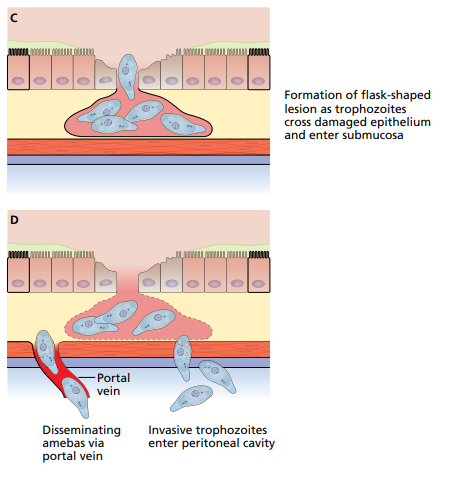 C
Formation of flask-shaped
lesion as trophozoites
cross damaged epithelium
and enter submucosa
D
Portal
vein
Disseminating
amebas via
portal vein
Invasive trophozoites
enter peritoneal cavity